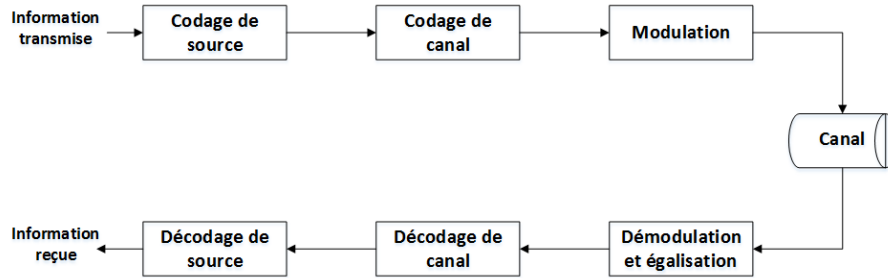 Information
transmise
Codage de
source
Codage de
canal
Modulation
Canal
Information
reçue
Décodage de
source
Décodage de
canal
Démodulation
et égalisation